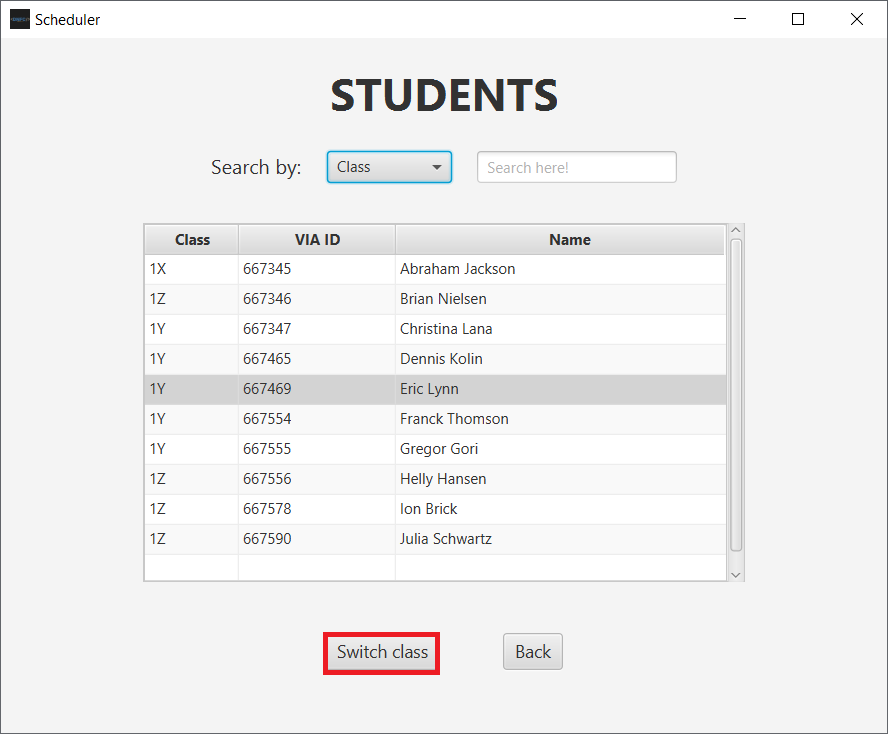 Scheduler
STUDENTS
Search by: Class Search here!
Class VIA ID Name
1X 667345 Abraham Jackson
1Z 667346 Brian Nielsen
1Y 667347 Christina Lana
1Y 667465 Dennis Kolin
1Y 667469 Eric Lynn
1Y 667554 Franck Thomson
1Y 667555 Gregor Gori
1Z 667556 Helly Hansen
1Z 667578 Ion Brick
1Z 667590 Julia Schwartz
Switch class Back